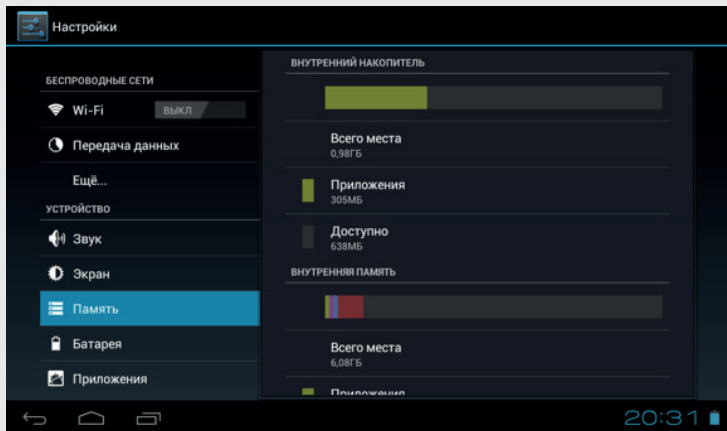 Настройки
БЕСПРОВОДНЫЕ СЕТИ
Wi-Fi
ВЫКЛ
Передача данных
Ещё...
УСТРОЙСТВО
Звук
Экран
Память
Батарея
Приложения
ВНУТРЕННИЙ НАКОПИТЕЛЬ
Всего места
0,98ГБ
Приложения
305МБ
Доступно
638МБ
ВНУТРЕННЯЯ ПАМЯТЬ
Всего места
6,08ГБ
Приложения
20:31